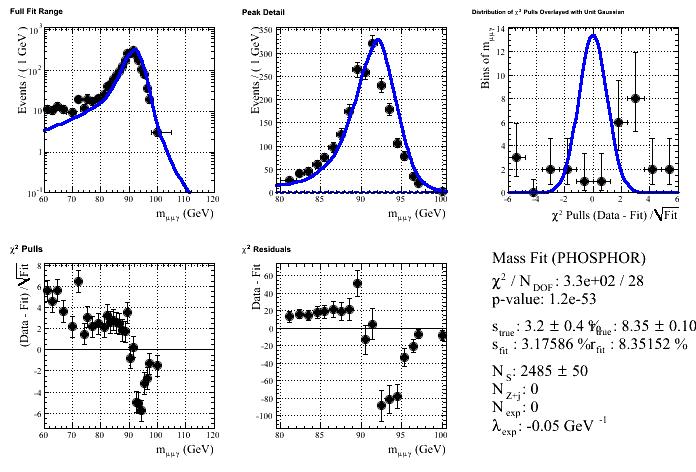 Full Fit Range
Events / ( 1 GeV )
10³
10²
10
1
10⁻¹
60 70 80 90 100 110 120
m_μμγ (GeV)
Peak Detail
Events / ( 1 GeV )
350
300
250
200
150
100
50
80 85 90 95 100
m_μμγ (GeV)
Distribution of χ² Pulls Overlayed with Unit Gaussian
Bins of m_μμγ
14
12
10
8
6
4
2
0
-6 -4 -2 0 2 4 6
χ² Pulls (Data - Fit) /√Fit
χ² Pulls
(Data - Fit) /√Fit
8
6
4
2
0
-2
-4
-6
60 70 80 90 100 110 120
m_μμγ (GeV)
χ² Residuals
Data - Fit
60
40
20
0
-20
-40
-60
-80
-100
80 85 90 95 100
m_μμγ (GeV)
Mass Fit (PHOSPHOR)
χ² / N_DOF: 3.3e+02 / 28
p-value: 1.2e-53
s_true: 3.2 ± 0.4 % r_true: 8.35 ± 0.10
s_fit: 3.17586 % r_fit: 8.35152 %
N_S: 2485 ± 50
N_Z+j: 0
N_exp: 0
λ_exp: -0.05 GeV⁻¹